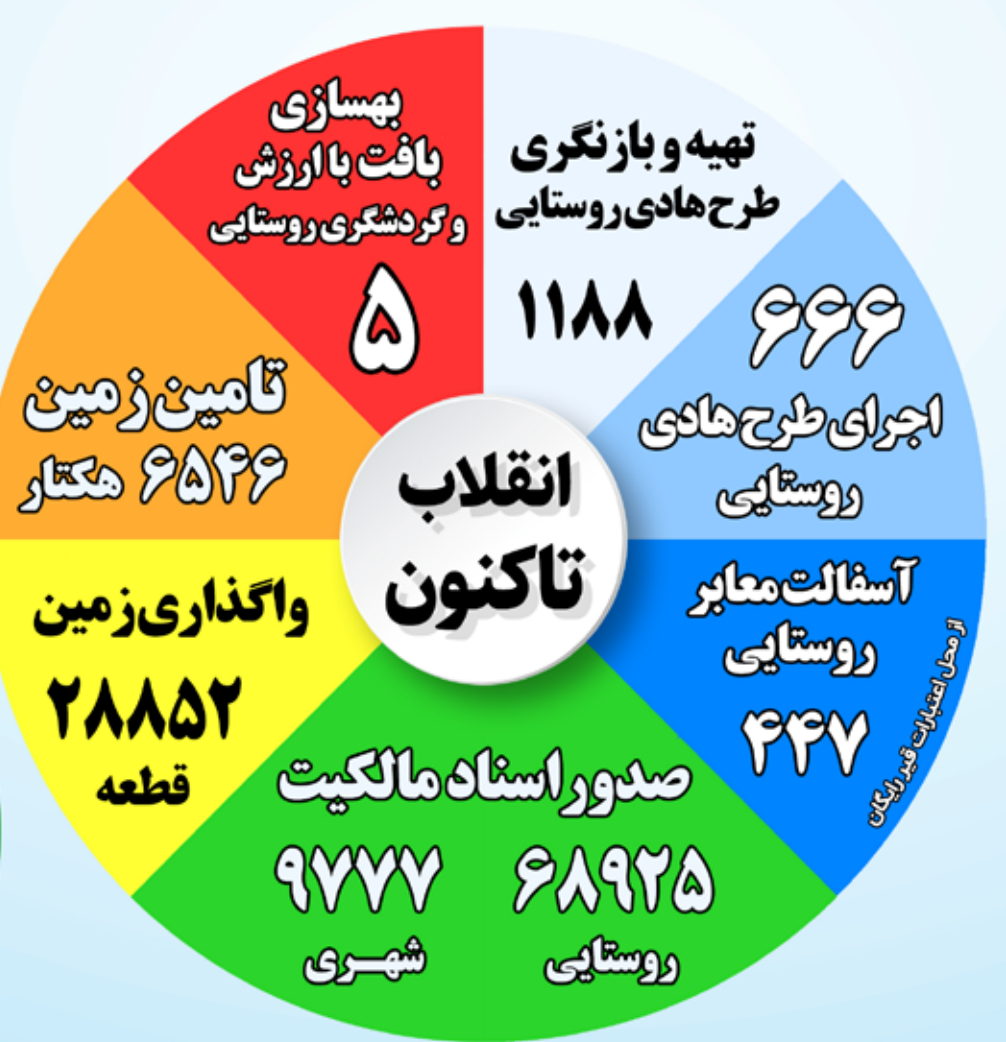 انقلاب
تاکنون
تهیه و بازنگری
طرح هادی روستایی
۱۱۸۸
۶۶۶
اجرای طرح هادی
روستایی
آسفالت معابر
روستایی
۴۴۷
از محل اعتبارات قیر رایگان
صدور اسناد مالکیت
۶۸۹۲۵
روستایی
۹۷۷۷
شهـــری
واگذاری زمین
۲۸۸۵۲
قطعه
تامین زمین
۶۵۴۶ هکتار
بهسازی
بافت با ارزش
و گردشگری روستایی
۵